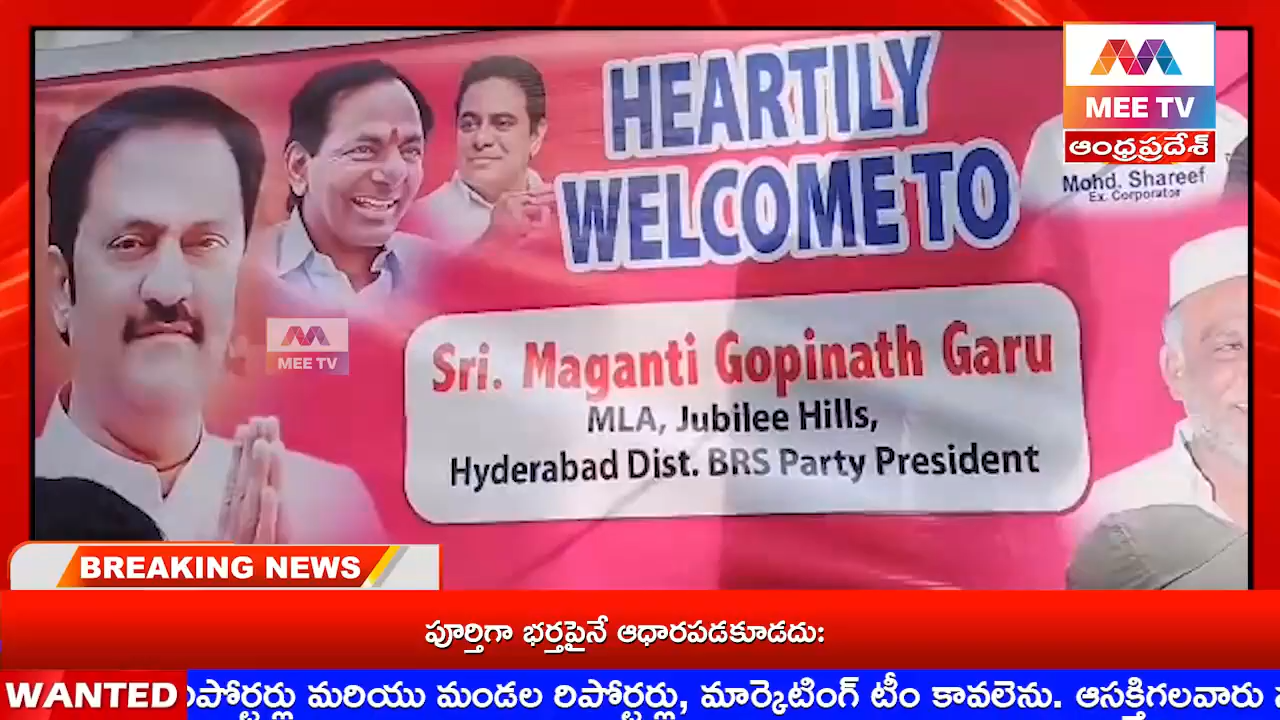 HEARTILY
WELCOME TO
MEE TV
ఆంధ్రప్రదేశ్
Mohd. Shareef
Ex. Corporator
MEE TV
Sri. Maganti Gopinath Garu
MLA, Jubilee Hills,
Hyderabad Dist. BRS Party President
BREAKING NEWS
పూర్తిగా భర్తపైనే ఆధారపడకూడదు:
WANTED రిపోర్టర్లు మరియు మండల రిపోర్టర్లు, మార్కెటింగ్ టీం కావలెను. ఆసక్తిగలవారు